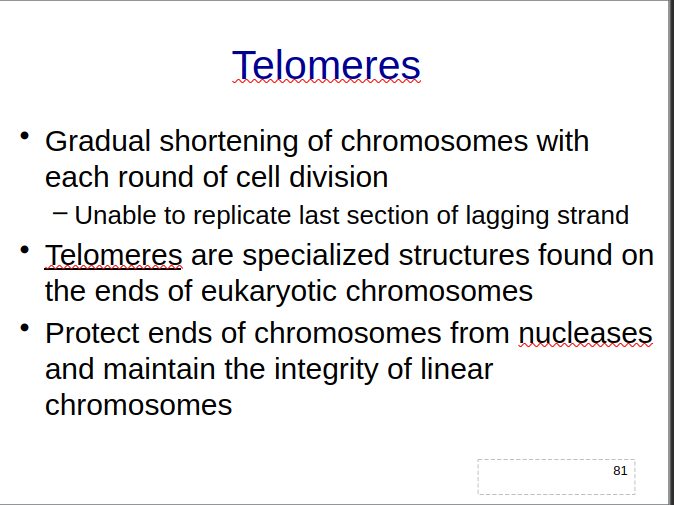 Telomeres
• Gradual shortening of chromosomes with
each round of cell division
– Unable to replicate last section of lagging strand
• Telomeres are specialized structures found on
the ends of eukaryotic chromosomes
• Protect ends of chromosomes from nucleases
and maintain the integrity of linear
chromosomes
81